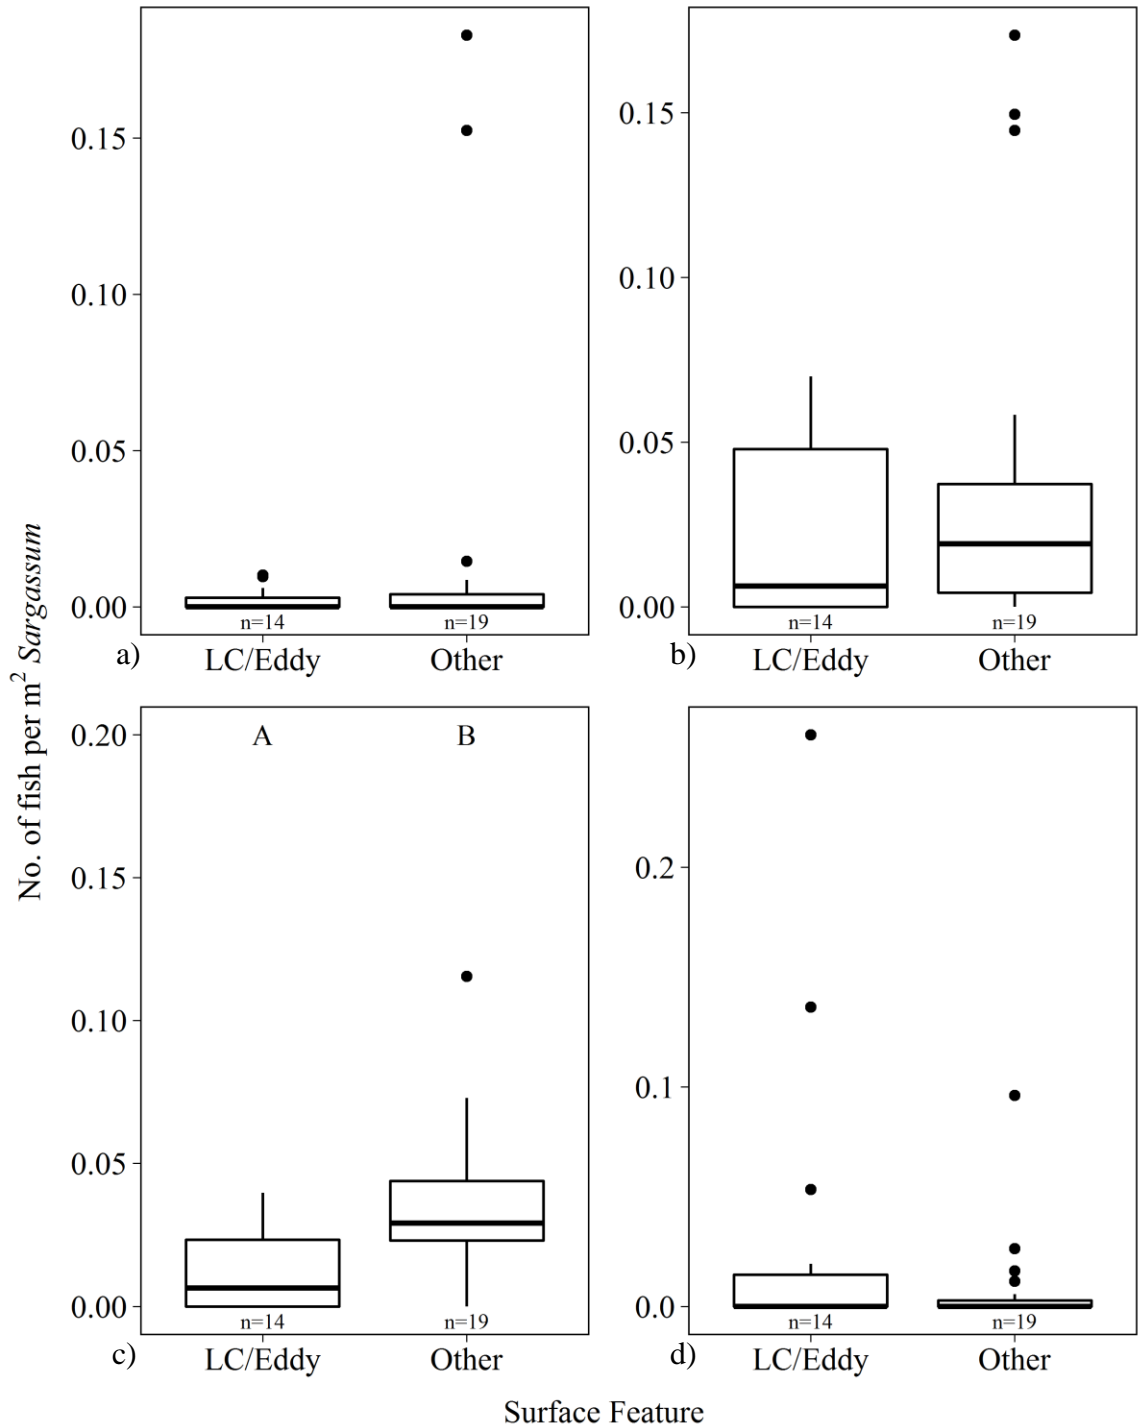 0.15
0.10
0.05
0.00
n=14
n=19
a)
LC/Eddy
Other
0.15
0.10
0.05
0.00
n=14
n=19
b)
LC/Eddy
Other
No. of fish per m² Sargassum
A
B
0.20
0.15
0.10
0.05
0.00
n=14
n=19
c)
LC/Eddy
Other
0.2
0.1
0.0
n=14
n=19
d)
LC/Eddy
Other
Surface Feature